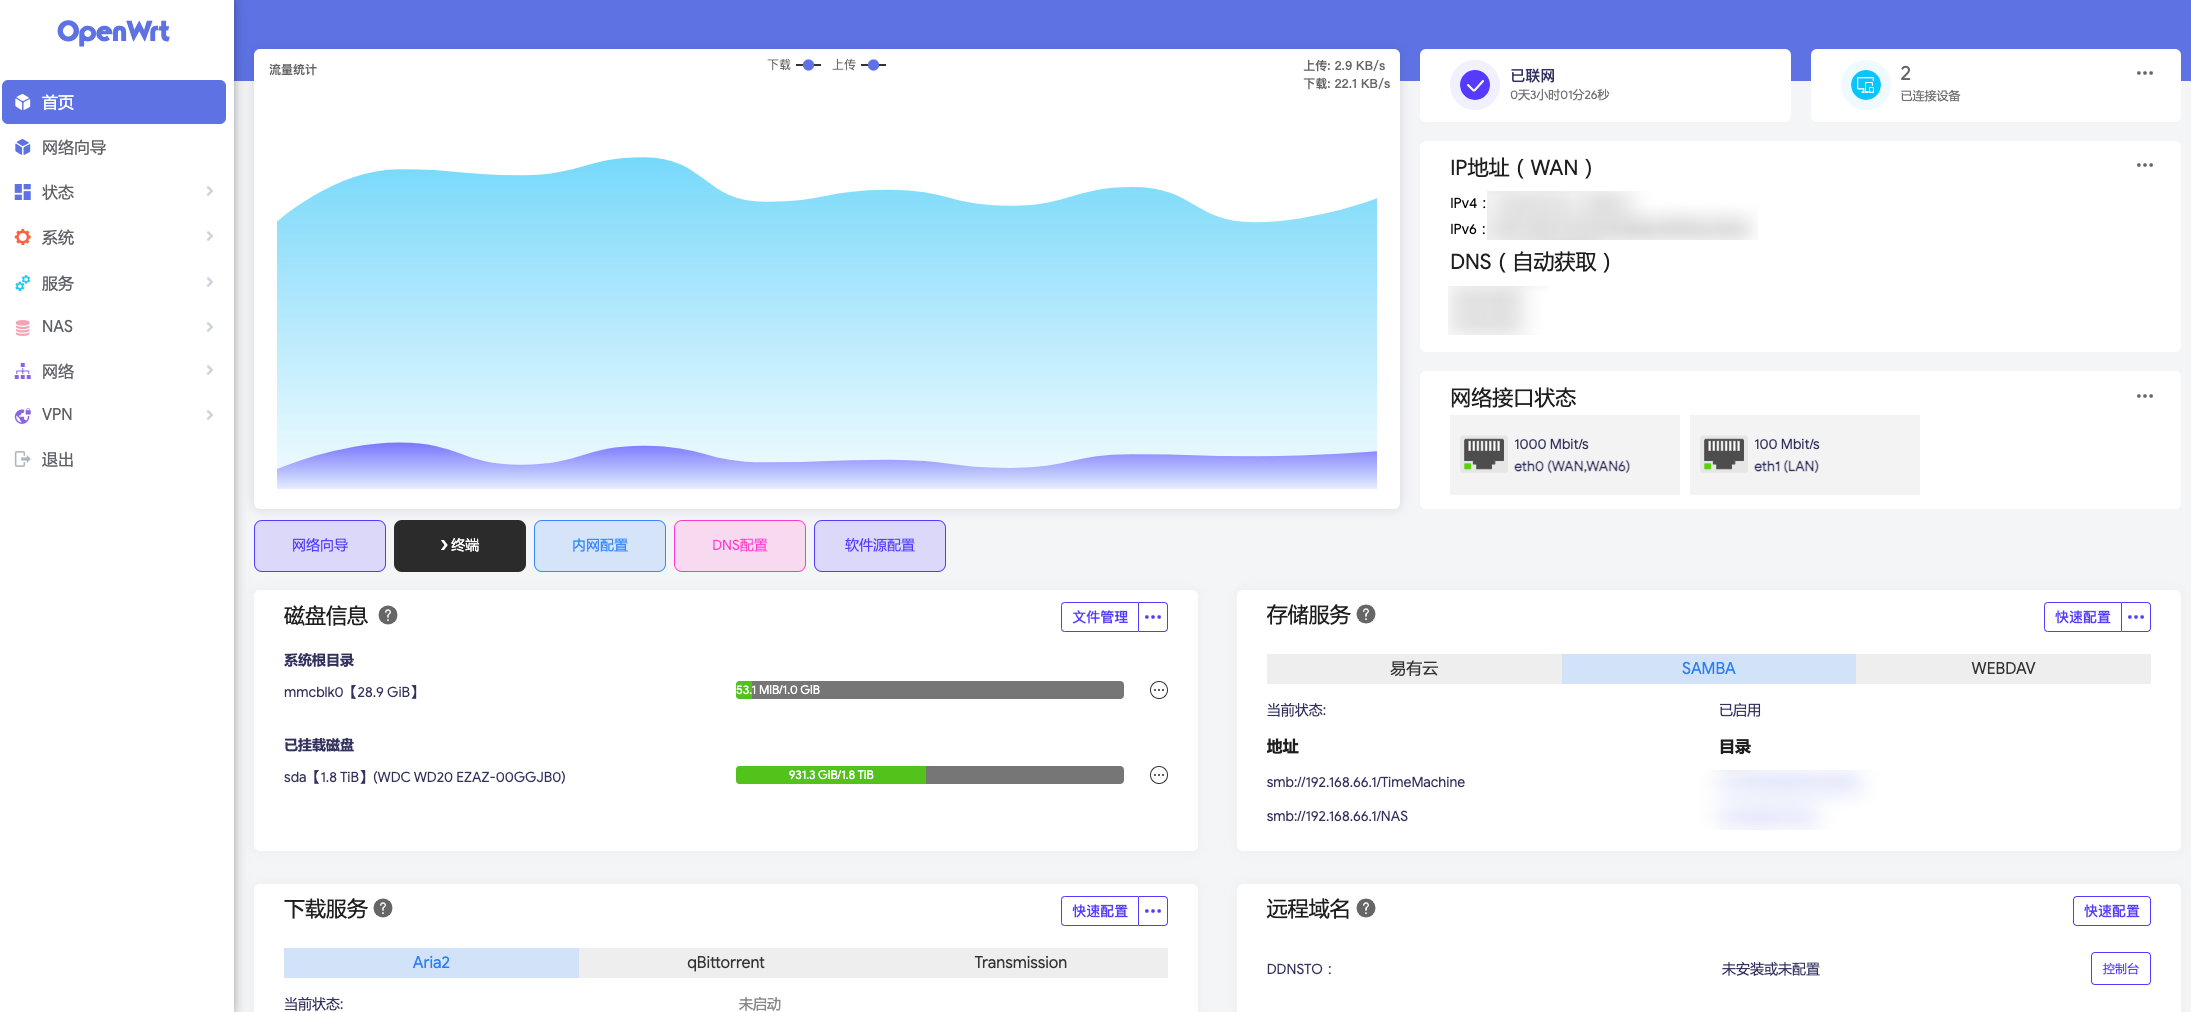 OpenWrt
首页
网络向导
状态
系统
服务
NAS
网络
VPN
退出
流量统计
下载 上传
上传: 2.9 KB/s
下载: 22.1 KB/s
已联网
0天3小时01分26秒
2
已连接设备
IP地址（WAN）
IPv4：
IPv6：
DNS（自动获取）
网络接口状态
1000 Mbit/s
eth0 (WAN,WAN6)
100 Mbit/s
eth1 (LAN)
网络向导
❯ 终端
内网配置
DNS配置
软件源配置
磁盘信息 ?
文件管理
系统根目录
mmcblk0【28.9 GiB】
53.1 MIB/1.0 GIB
已挂载磁盘
sda【1.8 TiB】(WDC WD20 EZAZ-00GGJB0)
931.3 GIB/1.8 TIB
存储服务 ?
快速配置
易有云 SAMBA WEBDAV
当前状态: 已启用
地址 目录
smb://192.168.66.1/TimeMachine
smb://192.168.66.1/NAS
下载服务 ?
快速配置
Aria2 qBittorrent Transmission
当前状态: 未启动
远程域名 ?
快速配置
DDNSTO： 未安装或未配置 控制台